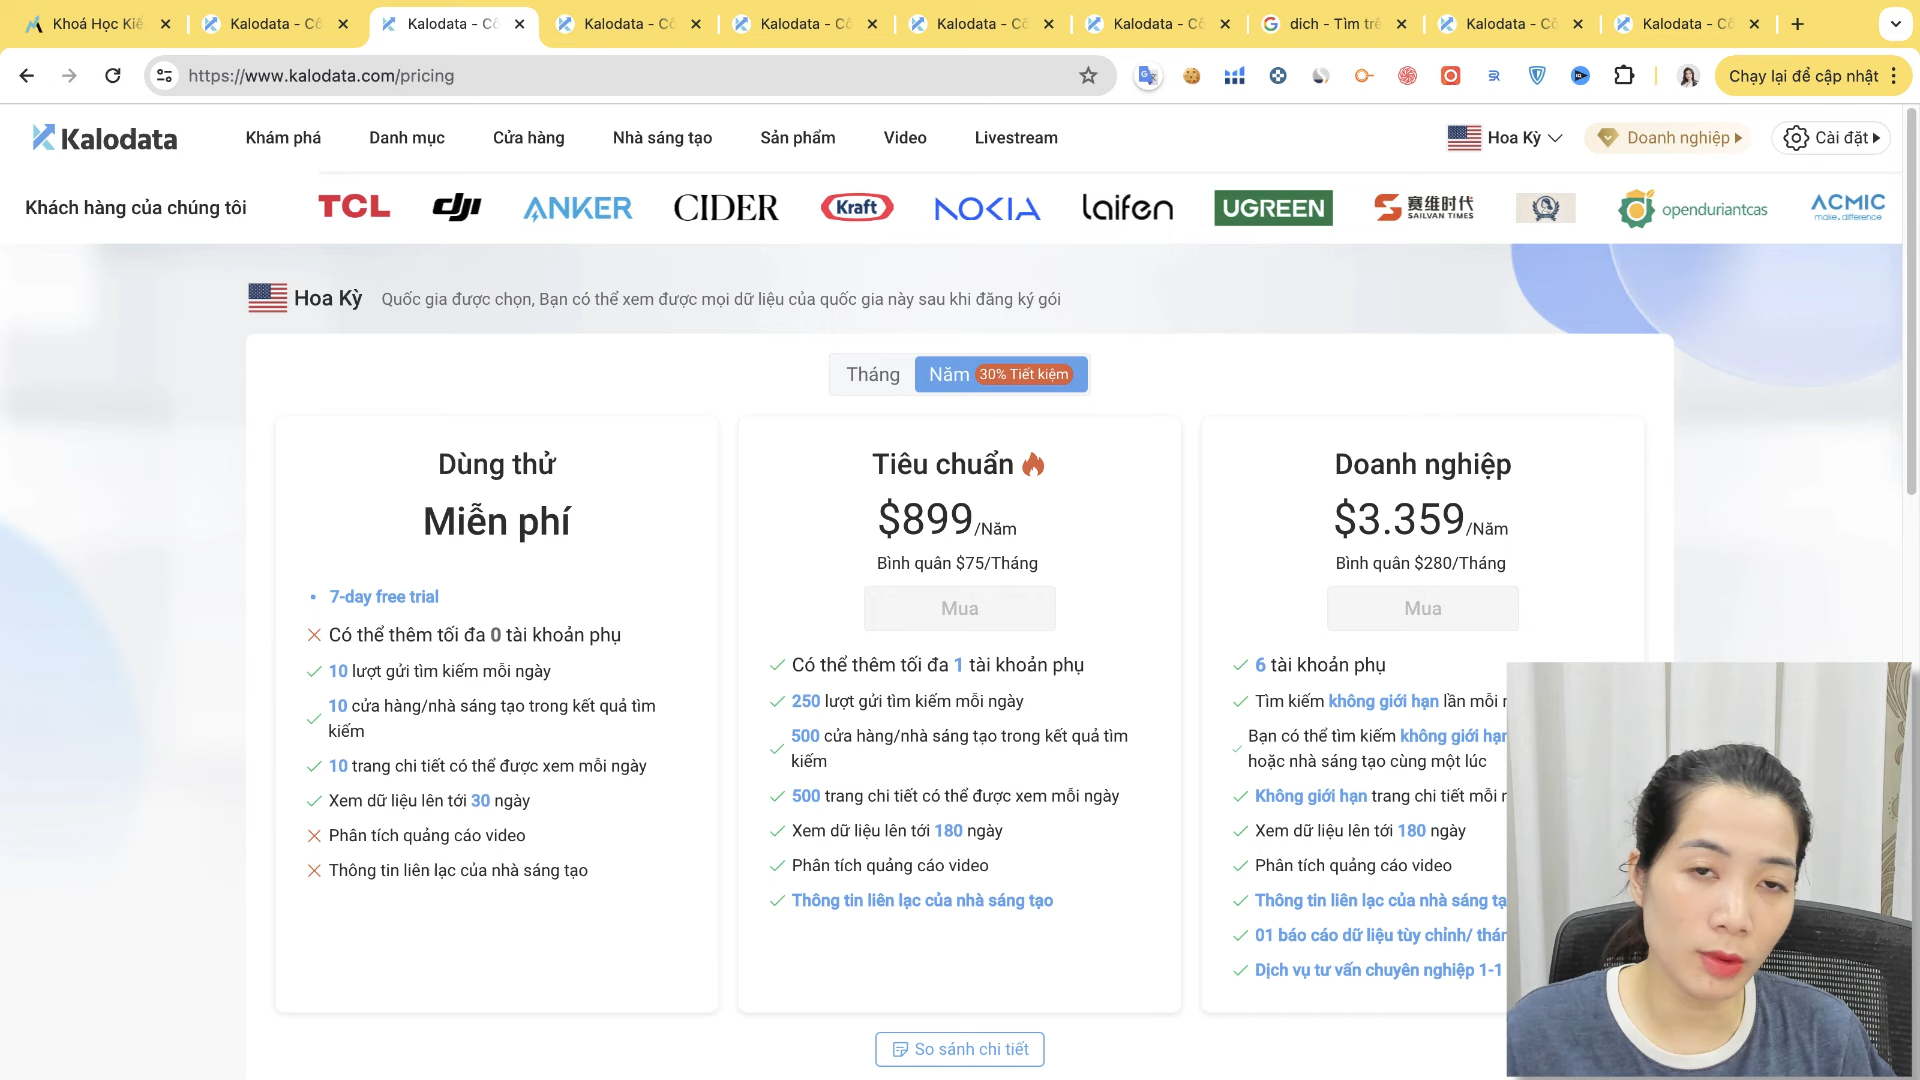 Khoá Học Kiế
Kalodata - Cô
Kalodata - Cô
Kalodata - Cô
Kalodata - Cô
Kalodata - Cô
Kalodata - Cô
dich - Tìm trê
Kalodata - Cô
Kalodata - Cô
https://www.kalodata.com/pricing
Chạy lại để cập nhật
Kalodata
Khám phá
Danh mục
Cửa hàng
Nhà sáng tạo
Sản phẩm
Video
Livestream
Hoa Kỳ
Doanh nghiệp
Cài đặt
Khách hàng của chúng tôi
TCL
dji
ANKER
CIDER
Kraft
NOKIA
laifen
UGREEN
赛维时代
SAILVAN TIMES
openduriantcas
ACMIC
make.difference
Hoa Kỳ Quốc gia được chọn, Bạn có thể xem được mọi dữ liệu của quốc gia này sau khi đăng ký gói
Tháng
Năm 30% Tiết kiệm
Dùng thử
Miễn phí
7-day free trial
Có thể thêm tối đa 0 tài khoản phụ
10 lượt gửi tìm kiếm mỗi ngày
10 cửa hàng/nhà sáng tạo trong kết quả tìm
kiếm
10 trang chi tiết có thể được xem mỗi ngày
Xem dữ liệu lên tới 30 ngày
Phân tích quảng cáo video
Thông tin liên lạc của nhà sáng tạo
Tiêu chuẩn
$899/Năm
Bình quân $75/Tháng
Mua
Có thể thêm tối đa 1 tài khoản phụ
250 lượt gửi tìm kiếm mỗi ngày
500 cửa hàng/nhà sáng tạo trong kết quả tìm
kiếm
500 trang chi tiết có thể được xem mỗi ngày
Xem dữ liệu lên tới 180 ngày
Phân tích quảng cáo video
Thông tin liên lạc của nhà sáng tạo
Doanh nghiệp
$3.359/Năm
Bình quân $280/Tháng
Mua
6 tài khoản phụ
Tìm kiếm không giới hạn lần mỗi
Bạn có thể tìm kiếm không giới hạn
hoặc nhà sáng tạo cùng một lúc
Không giới hạn trang chi tiết mỗi
Xem dữ liệu lên tới 180 ngày
Phân tích quảng cáo video
Thông tin liên lạc của nhà sáng tạ
01 báo cáo dữ liệu tùy chỉnh/ thán
Dịch vụ tư vấn chuyên nghiệp 1-1
So sánh chi tiết